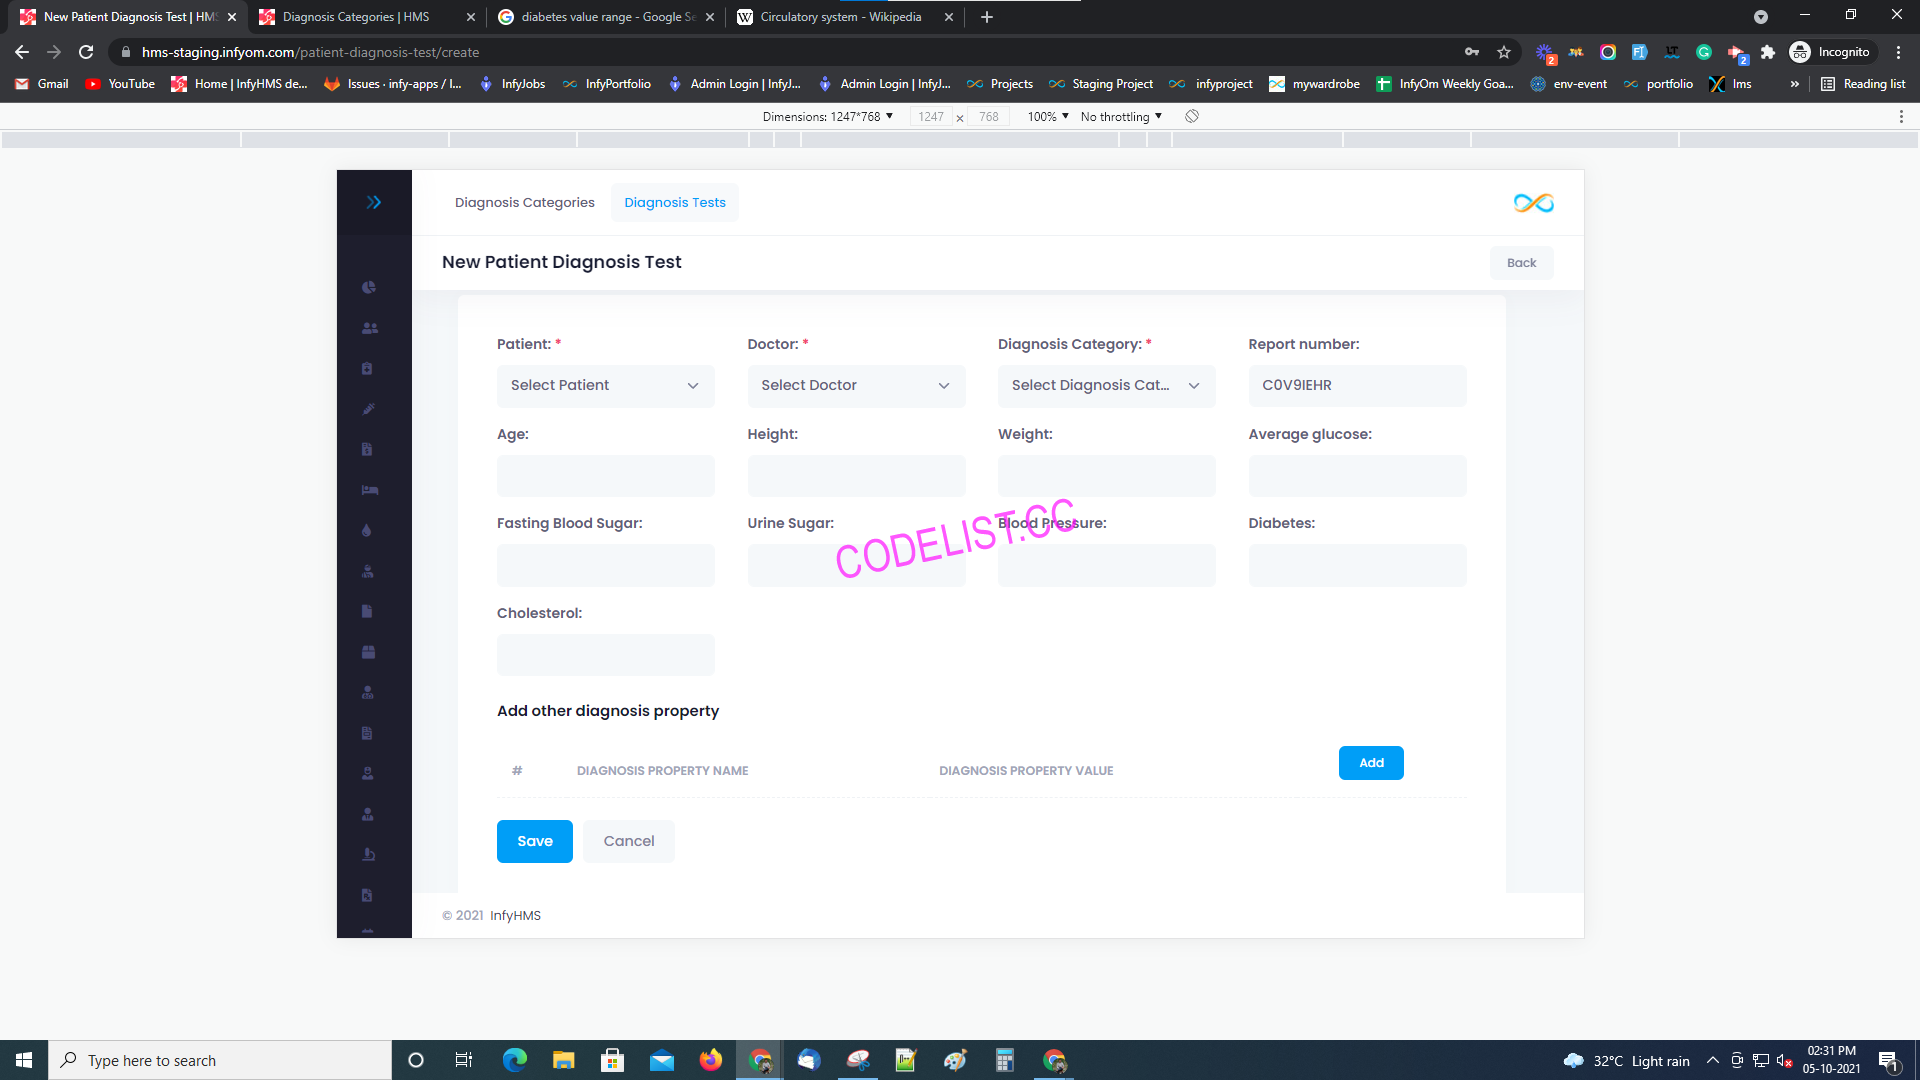 New Patient Diagnosis Test | HMS
Diagnosis Categories | HMS
diabetes value range - Google Se
Circulatory system - Wikipedia
hms-staging.infyom.com/patient-diagnosis-test/create
2
2
Incognito
Gmail
YouTube
Home | InfyHMS de...
Issues · infy-apps / I...
InfyJobs
InfyPortfolio
Admin Login | InfyJ...
Admin Login | InfyJ...
Projects
Staging Project
infyproject
mywardrobe
InfyOm Weekly Goa...
env-event
portfolio
lms
Reading list
Dimensions: 1247*768
1247 x 768
100%
No throttling
Diagnosis Categories
Diagnosis Tests
New Patient Diagnosis Test
Back
Patient: *
Doctor: *
Diagnosis Category: *
Report number:
Select Patient
Select Doctor
Select Diagnosis Cat...
C0V9IEHR
Age:
Height:
Weight:
Average glucose:
Fasting Blood Sugar:
Urine Sugar:
Blood Pressure:
Diabetes:
CODELIST.CC
Cholesterol:
Add other diagnosis property
#
DIAGNOSIS PROPERTY NAME
DIAGNOSIS PROPERTY VALUE
Add
Save
Cancel
© 2021 InfyHMS
Type here to search
32°C Light rain
02:31 PM
05-10-2021
1